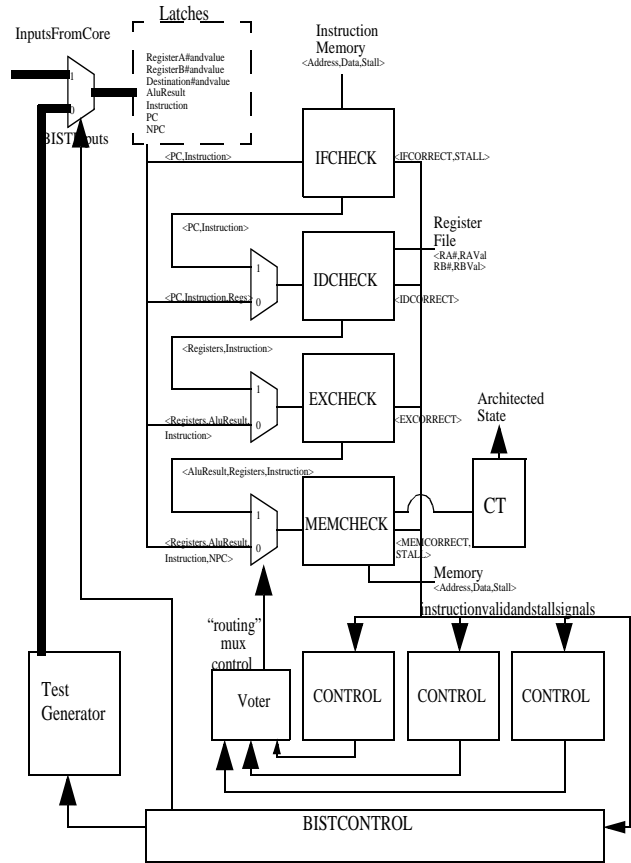 Latches
InputsFromCore
RegisterA#andvalue
RegisterB#andvalue
Destination#andvalue
AluResult
Instruction
PC
NPC
1
0
Instruction
Memory
<Address,Data,Stall>
<PC,Instruction>
IFCHECK
<IFCORRECT,STALL>
<PC,Instruction>
Register
File
<RA#,RAVal
RB#,RBVal>
1
0
IDCHECK
<PC,Instruction,Regs>
<IDCORRECT>
<Registers,Instruction>
1
0
EXCHECK
<Registers,AluResult,
Instruction>
<EXCORRECT>
Architected
State
<AluResult,Registers,Instruction>
1
0
MEMCHECK
CT
<Registers,AluResult,
Instruction,NPC>
<MEMCORRECT,
STALL>
Memory
<Address,Data,Stall>
instructionvalidandstallsignals
“routing”
mux
control
Test
Generator
Voter
CONTROL
CONTROL
CONTROL
BISTCONTROL